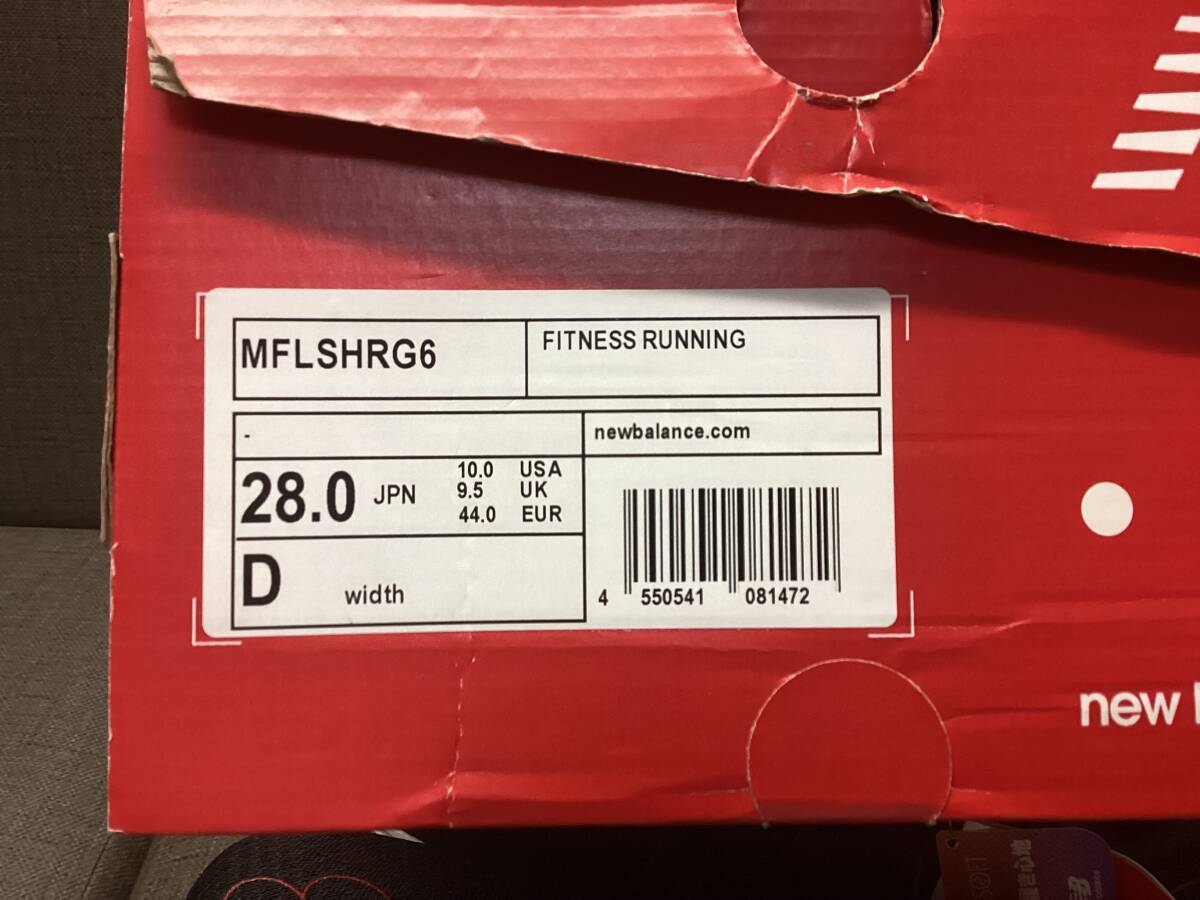 MFLSHRG6
FITNESS RUNNING
-
newbalance.com
28.0 JPN
10.0 USA
9.5 UK
44.0 EUR
D width
4 550541 081472
new